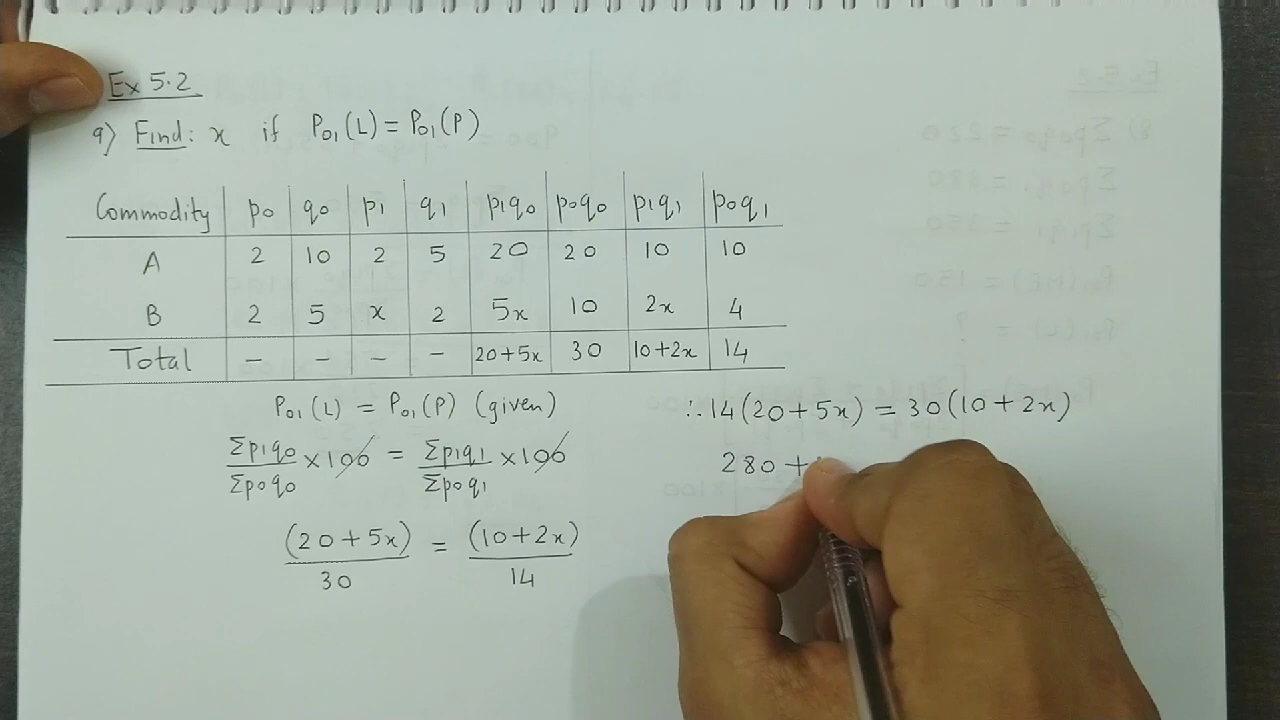 Ex 5.2
9) Find: x if P01(L) = P01(P)
Commodity p0 q0 p1 q1 p1q0 p0q0 p1q1 p0q1
A 2 10 2 5 20 20 10 10
B 2 5 x 2 5x 10 2x 4
Total – – – – 20+5x 30 10+2x 14
P01(L) = P01(P) (given)
Σp1q0/Σp0q0 × 100 = Σp1q1/Σp0q1 × 100
(20+5x)/30 = (10+2x)/14
∴ 14(20+5x) = 30(10+2x)
280 +